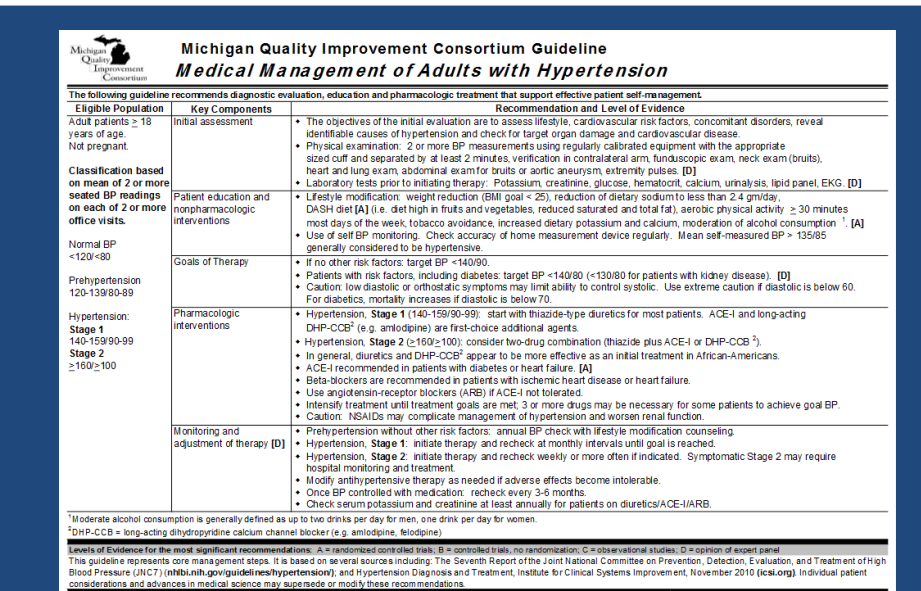 Michigan
Quality
Improvement
Consortium
Michigan Quality Improvement Consortium Guideline
Medical Management of Adults with Hypertension
The following guideline recommends diagnostic evaluation, education and pharmacologic treatment that support effective patient self-management.
Eligible Population
Key Components
Recommendation and Level of Evidence
Adult patients ≥ 18
years of age.
Not pregnant.
Classification based
on mean of 2 or more
seated BP readings
on each of 2 or more
office visits.
Normal BP
<120/<80
Prehypertension
120-139/80-89
Hypertension:
Stage 1
140-159/90-99
Stage 2
≥160/≥100
Initial assessment
• The objectives of the initial evaluation are to assess lifestyle, cardiovascular risk factors, concomitant disorders, reveal
identifiable causes of hypertension and check for target organ damage and cardiovascular disease.
• Physical examination: 2 or more BP measurements using regularly calibrated equipment with the appropriate
sized cuff and separated by at least 2 minutes, verification in contralateral arm, funduscopic exam, neck exam (bruits),
heart and lung exam, abdominal exam for bruits or aortic aneurysm, extremity pulses. [D]
• Laboratory tests prior to initiating therapy: Potassium, creatinine, glucose, hematocrit, calcium, urinalysis, lipid panel, EKG. [D]
Patient education and
nonpharmacologic
interventions
• Lifestyle modification: weight reduction (BMI goal < 25), reduction of dietary sodium to less than 2.4 gm/day,
DASH diet [A] (i.e. diet high in fruits and vegetables, reduced saturated and total fat), aerobic physical activity ≥ 30 minutes
most days of the week, tobacco avoidance, increased dietary potassium and calcium, moderation of alcohol consumption ¹. [A]
• Use of self BP monitoring. Check accuracy of home measurement device regularly. Mean self-measured BP > 135/85
generally considered to be hypertensive.
Goals of Therapy
• If no other risk factors: target BP <140/90.
• Patients with risk factors, including diabetes: target BP <140/80 (<130/80 for patients with kidney disease). [D]
• Caution: low diastolic or orthostatic symptoms may limit ability to control systolic. Use extreme caution if diastolic is below 60.
For diabetics, mortality increases if diastolic is below 70.
Pharmacologic
interventions
• Hypertension, Stage 1 (140-159/90-99): start with thiazide-type diuretics for most patients. ACE-I and long-acting
DHP-CCB² (e.g. amlodipine) are first-choice additional agents.
• Hypertension, Stage 2 (≥160/≥100): consider two-drug combination (thiazide plus ACE-I or DHP-CCB ²).
• In general, diuretics and DHP-CCB² appear to be more effective as an initial treatment in African-Americans.
• ACE-I recommended in patients with diabetes or heart failure. [A]
• Beta-blockers are recommended in patients with ischemic heart disease or heart failure.
• Use angiotensin-receptor blockers (ARB) if ACE-I not tolerated.
• Intensify treatment until treatment goals are met; 3 or more drugs may be necessary for some patients to achieve goal BP.
• Caution: NSAIDs may complicate management of hypertension and worsen renal function.
Monitoring and
adjustment of therapy [D]
• Prehypertension without other risk factors: annual BP check with lifestyle modification counseling.
• Hypertension, Stage 1: initiate therapy and recheck at monthly intervals until goal is reached.
• Hypertension, Stage 2: initiate therapy and recheck weekly or more often if indicated. Symptomatic Stage 2 may require
hospital monitoring and treatment.
• Modify antihypertensive therapy as needed if adverse effects become intolerable.
• Once BP controlled with medication: recheck every 3-6 months.
• Check serum potassium and creatinine at least annually for patients on diuretics/ACE-I/ARB.
¹Moderate alcohol consumption is generally defined as up to two drinks per day for men, one drink per day for women.
²DHP-CCB = long-acting dihydropyridine calcium channel blocker (e.g. amlodipine, felodipine)
Levels of Evidence for the most significant recommendations: A = randomized controlled trials; B = controlled trials, no randomization; C = observational studies; D = opinion of expert panel
This guideline represents core management steps. It is based on several sources including: The Seventh Report of the Joint National Committee on Prevention, Detection, Evaluation, and Treatment of High
Blood Pressure (JNC7) (nhlbi.nih.gov/guidelines/hypertension/); and Hypertension Diagnosis and Treatment, Institute for Clinical Systems Improvement, November 2010 (icsi.org). Individual patient
considerations and advances in medical science may supersede or modify these recommendations.